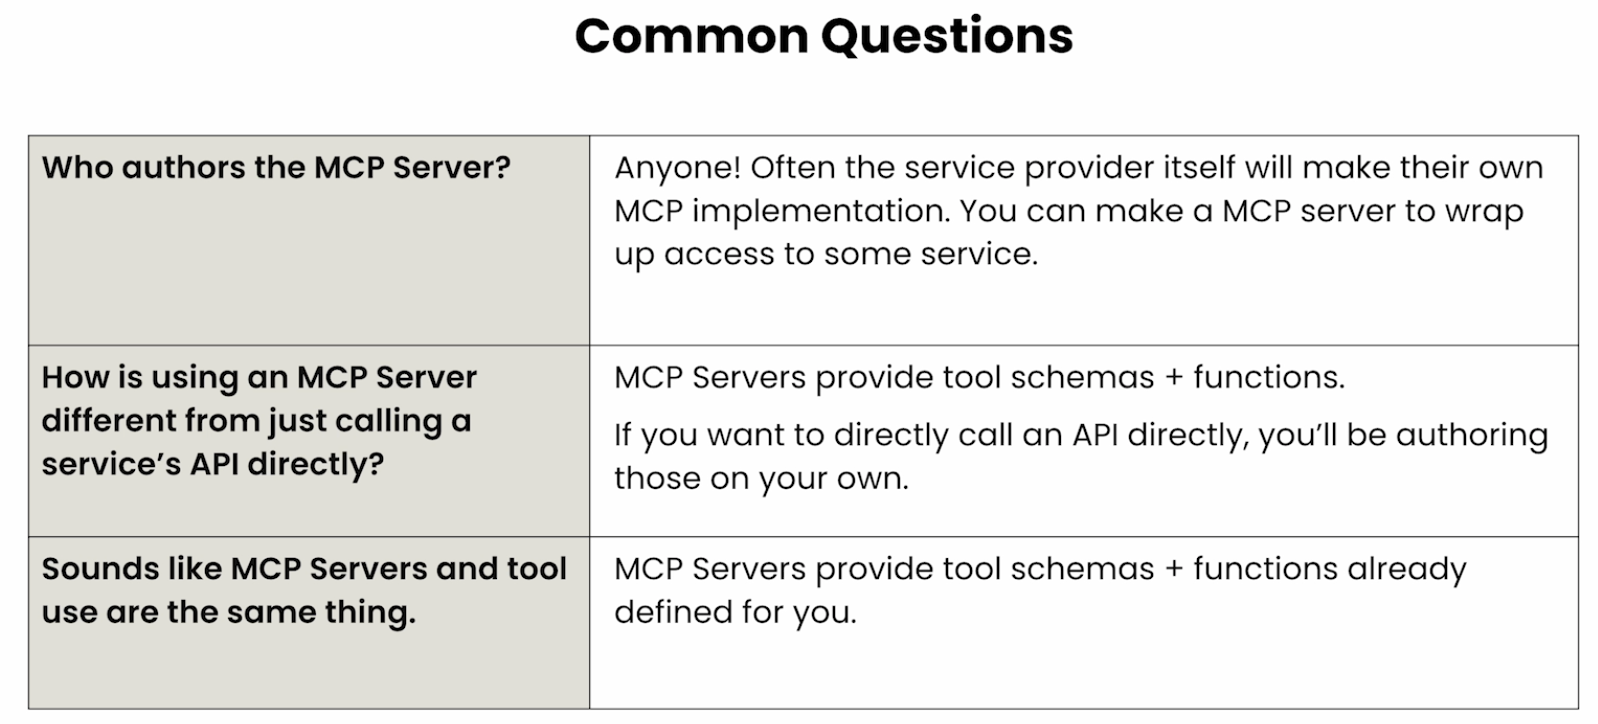 Common Questions
Who authors the MCP Server?
Anyone! Often the service provider itself will make their own
MCP implementation. You can make a MCP server to wrap
up access to some service.
How is using an MCP Server
different from just calling a
service’s API directly?
MCP Servers provide tool schemas + functions.
If you want to directly call an API directly, you’ll be authoring
those on your own.
Sounds like MCP Servers and tool
use are the same thing.
MCP Servers provide tool schemas + functions already
defined for you.